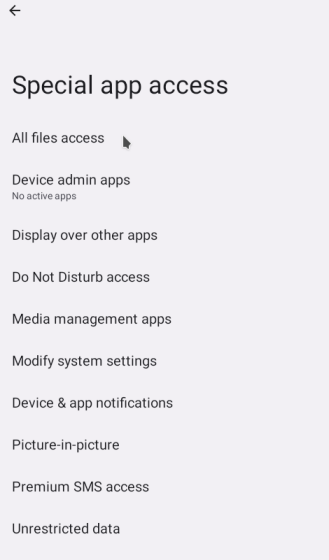 Special app access
All files access
Device admin apps
No active apps
Display over other apps
Do Not Disturb access
Media management apps
Modify system settings
Device & app notifications
Picture-in-picture
Premium SMS access
Unrestricted data